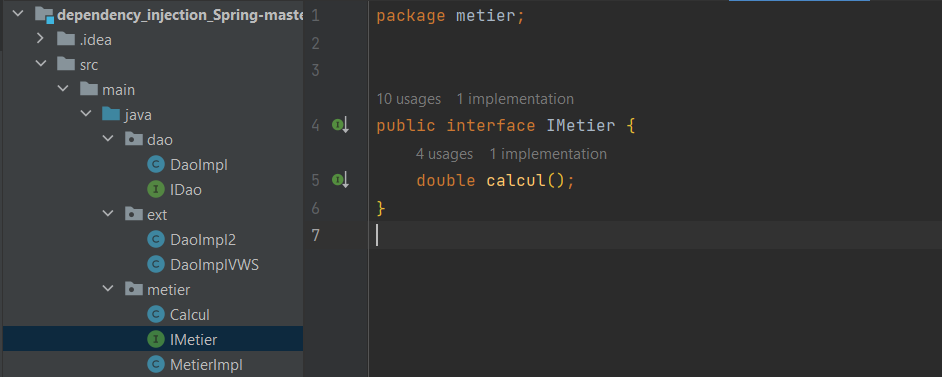 dependency_injection_Spring-maste
.idea
src
main
java
dao
DaoImpl
IDao
ext
DaoImpl2
DaoImplVWS
metier
Calcul
IMetier
MetierImpl
1 package metier;
2
3
10 usages 1 implementation
4 public interface IMetier {
4 usages 1 implementation
5 double calcul();
6 }
7